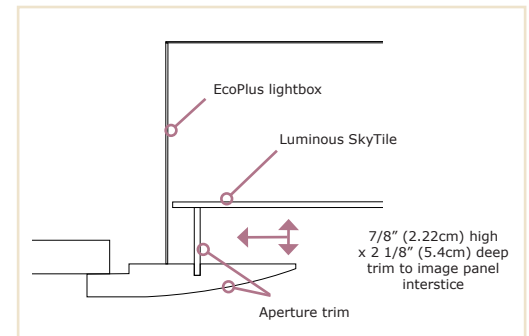 EcoPlus lightbox
Luminous SkyTile
7/8” (2.22cm) high
x 2 1/8” (5.4cm) deep
trim to image panel
interstice
Aperture trim